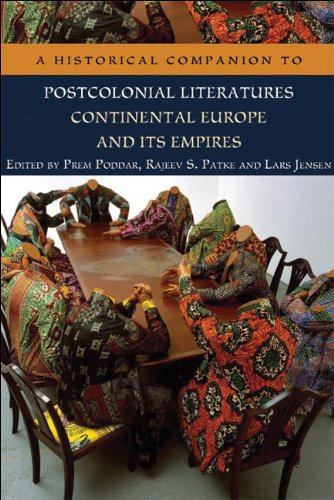 A HISTORICAL COMPANION TO
POSTCOLONIAL LITERATURES
CONTINENTAL EUROPE
AND ITS EMPIRES
EDITED BY PREM PODDAR, RAJEEV S. PATKE AND LARS JENSEN